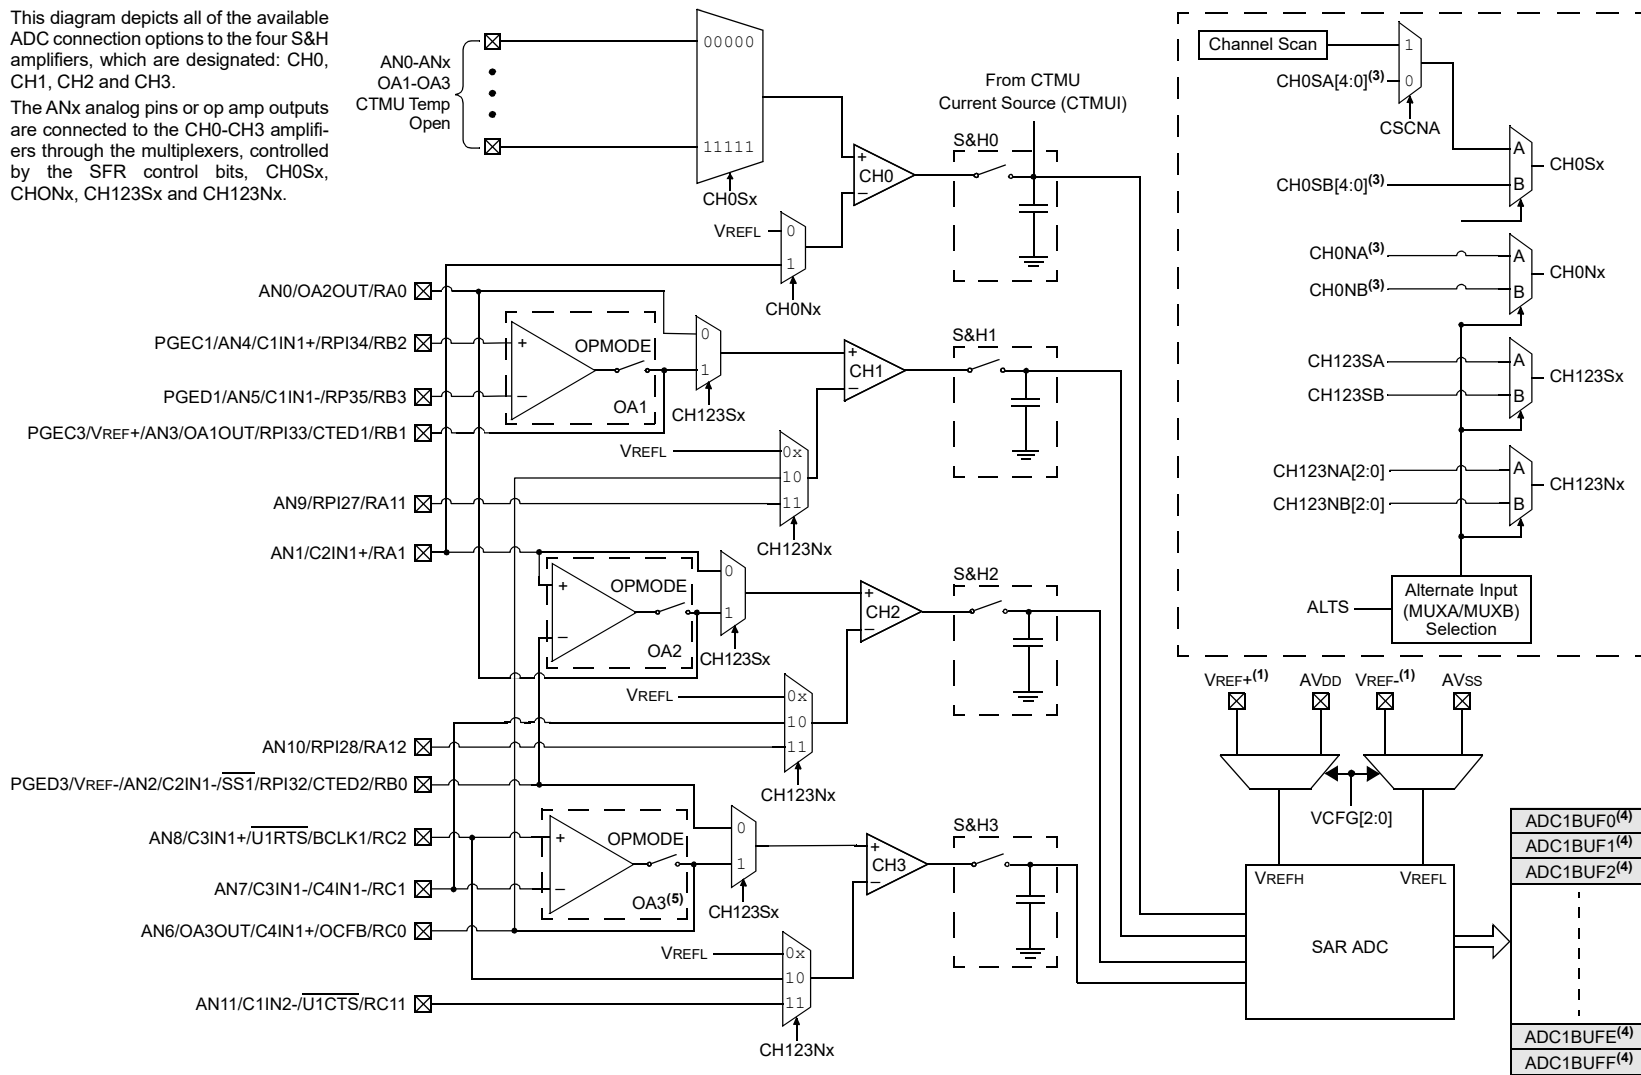 This diagram depicts all of the available
ADC connection options to the four S&H
amplifiers, which are designated: CH0,
CH1, CH2 and CH3.
The ANx analog pins or op amp outputs
are connected to the CH0-CH3 amplifi-
ers through the multiplexers, controlled
by the SFR control bits, CH0Sx,
CHONx, CH123Sx and CH123Nx.
AN0-ANx
OA1-OA3
CTMU Temp
Open
00000
11111
CH0Sx
+
CH0
–
From CTMU
Current Source (CTMUI)
S&H0
VREFL
0
1
CH0Nx
AN0/OA2OUT/RA0
PGEC1/AN4/C1IN1+/RPI34/RB2
PGED1/AN5/C1IN1-/RP35/RB3
PGEC3/VREF+/AN3/OA1OUT/RPI33/CTED1/RB1
+
–
OPMODE
OA1
0
1
CH123Sx
+
CH1
–
S&H1
VREFL
0x
10
11
CH123Nx
AN9/RPI27/RA11
AN1/C2IN1+/RA1
+
–
OPMODE
OA2
0
1
CH123Sx
+
CH2
–
S&H2
VREFL
0x
10
11
CH123Nx
AN10/RPI28/RA12
PGED3/VREF-/AN2/C2IN1-/SS1/RPI32/CTED2/RB0
AN8/C3IN1+/U1RTS/BCLK1/RC2
AN7/C3IN1-/C4IN1-/RC1
AN6/OA3OUT/C4IN1+/OCFB/RC0
+
–
OPMODE
OA3(5)
0
1
CH123Sx
+
CH3
–
S&H3
VREFL
0x
10
11
CH123Nx
AN11/C1IN2-/U1CTS/RC11
Channel Scan
CH0SA[4:0](3)
1
0
CSCNA
CH0SB[4:0](3)
A
B
CH0Sx
CH0NA(3)
CH0NB(3)
A
B
CH0Nx
CH123SA
CH123SB
A
B
CH123Sx
CH123NA[2:0]
CH123NB[2:0]
A
B
CH123Nx
ALTS
Alternate Input
(MUXA/MUXB)
Selection
VREF+(1) AVDD VREF-(1) AVSS
VCFG[2:0]
VREFH VREFL
SAR ADC
ADC1BUF0(4)
ADC1BUF1(4)
ADC1BUF2(4)
ADC1BUFE(4)
ADC1BUFF(4)